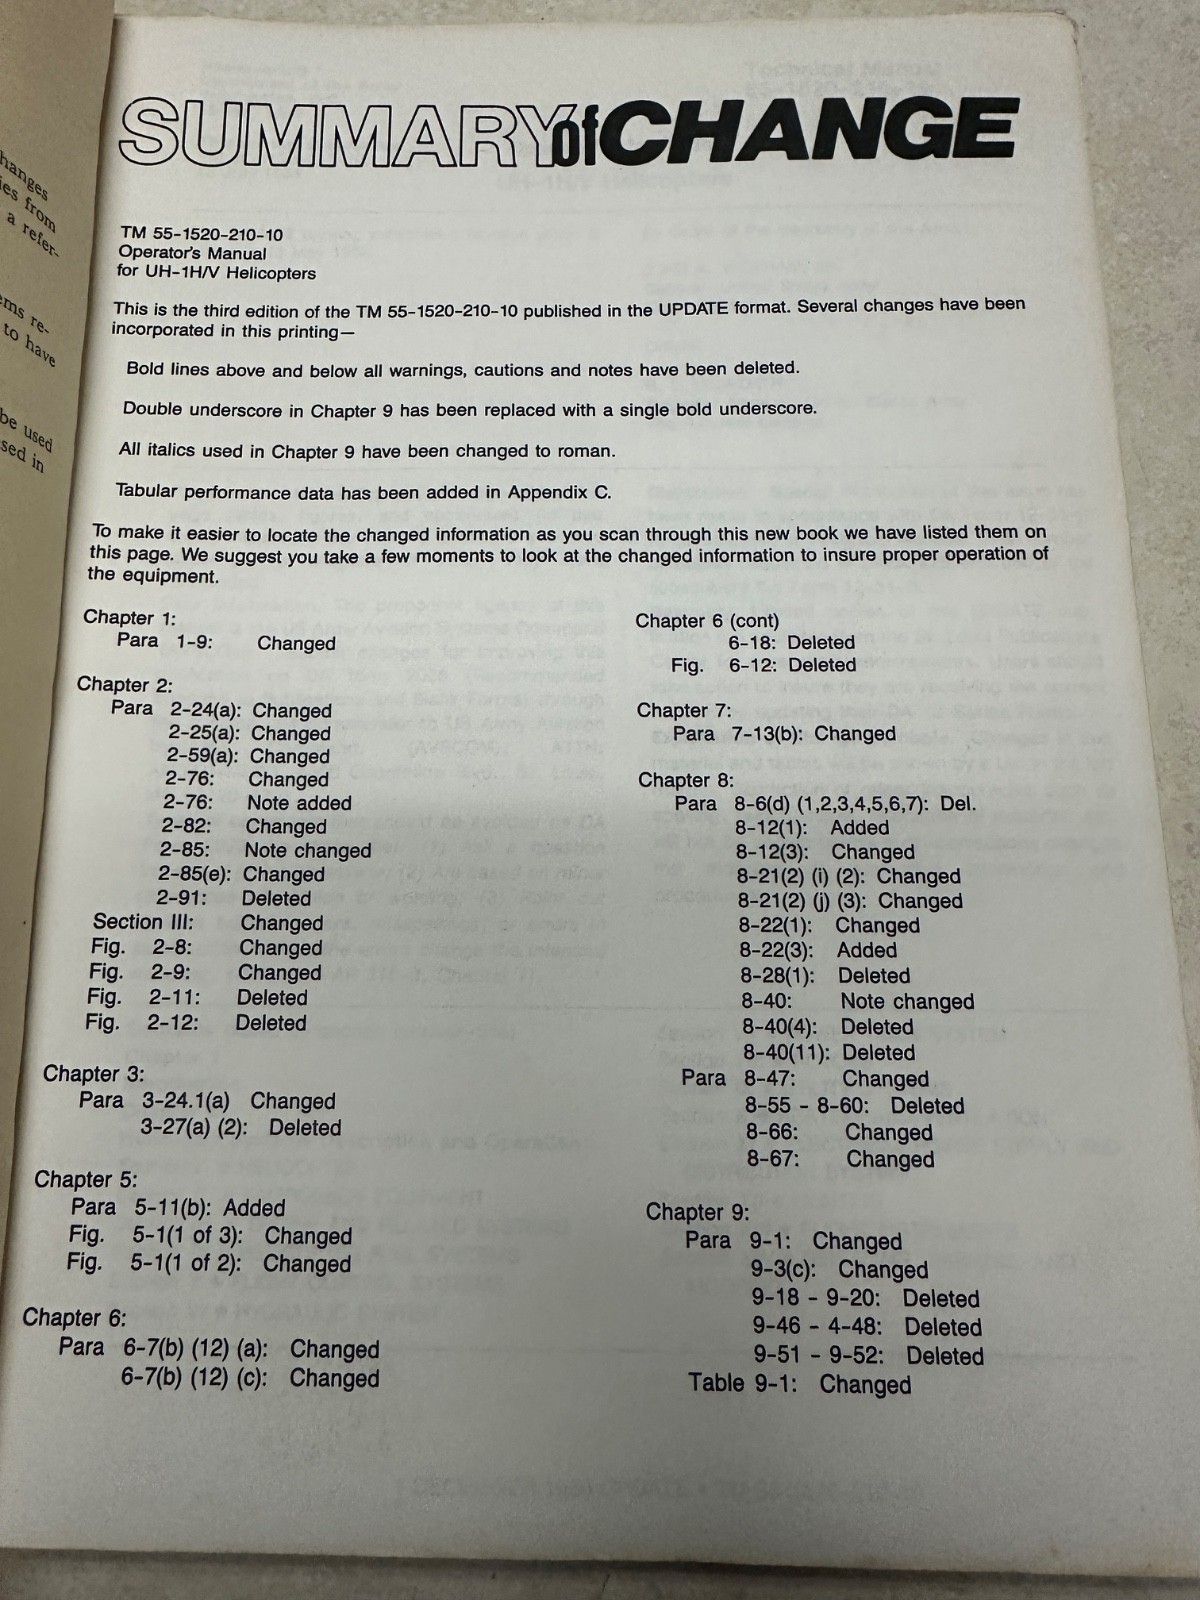 hanges
ies from
a refer-
ems re-
to have
be used
sed in
SUMMARY of CHANGE
TM 55-1520-210-10
Operator's Manual
for UH-1H/V Helicopters
This is the third edition of the TM 55-1520-210-10 published in the UPDATE format. Several changes have been
incorporated in this printing—
Bold lines above and below all warnings, cautions and notes have been deleted.
Double underscore in Chapter 9 has been replaced with a single bold underscore.
All italics used in Chapter 9 have been changed to roman.
Tabular performance data has been added in Appendix C.
To make it easier to locate the changed information as you scan through this new book we have listed them on
this page. We suggest you take a few moments to look at the changed information to insure proper operation of
the equipment.
Chapter 1:
Para 1-9: Changed
Chapter 2:
Para 2-24(a): Changed
2-25(a): Changed
2-59(a): Changed
2-76: Changed
2-76: Note added
2-82: Changed
2-85: Note changed
2-85(e): Changed
2-91: Deleted
Section III: Changed
Fig. 2-8: Changed
Fig. 2-9: Changed
Fig. 2-11: Deleted
Fig. 2-12: Deleted
Chapter 3:
Para 3-24.1(a) Changed
3-27(a) (2): Deleted
Chapter 5:
Para 5-11(b): Added
Fig. 5-1(1 of 3): Changed
Fig. 5-1(1 of 2): Changed
Chapter 6:
Para 6-7(b) (12) (a): Changed
6-7(b) (12) (c): Changed
Chapter 6 (cont)
6-18: Deleted
Fig. 6-12: Deleted
Chapter 7:
Para 7-13(b): Changed
Chapter 8:
Para 8-6(d) (1,2,3,4,5,6,7): Del.
8-12(1): Added
8-12(3): Changed
8-21(2) (i) (2): Changed
8-21(2) (j) (3): Changed
8-22(1): Changed
8-22(3): Added
8-28(1): Deleted
8-40: Note changed
8-40(4): Deleted
8-40(11): Deleted
Para 8-47: Changed
8-55 - 8-60: Deleted
8-66: Changed
8-67: Changed
Chapter 9:
Para 9-1: Changed
9-3(c): Changed
9-18 - 9-20: Deleted
9-46 - 4-48: Deleted
9-51 - 9-52: Deleted
Table 9-1: Changed